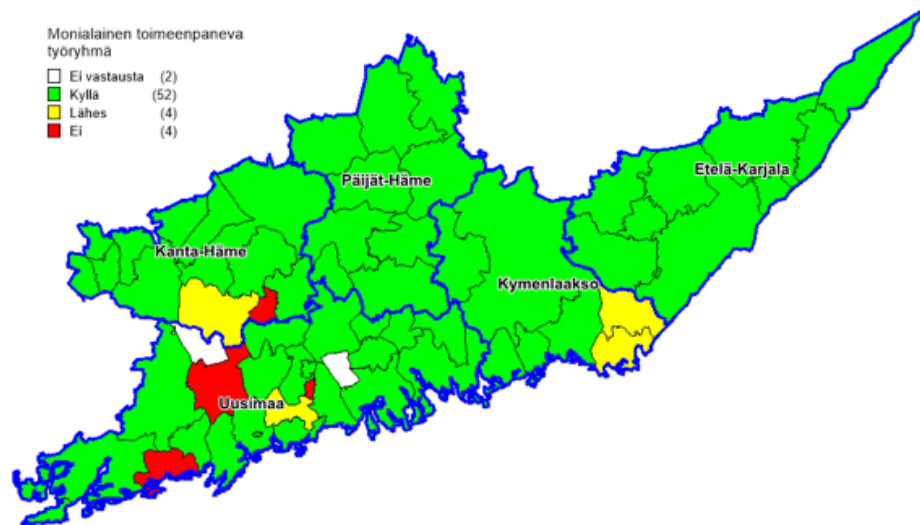 Monialainen toimeenpaneva
työryhmä
Ei vastausta (2)
Kyllä (52)
Lähes (4)
Ei (4)
Päijät-Häme
Etelä-Karjala
Kanta-Häme
Kymenlaakso
Uusimaa